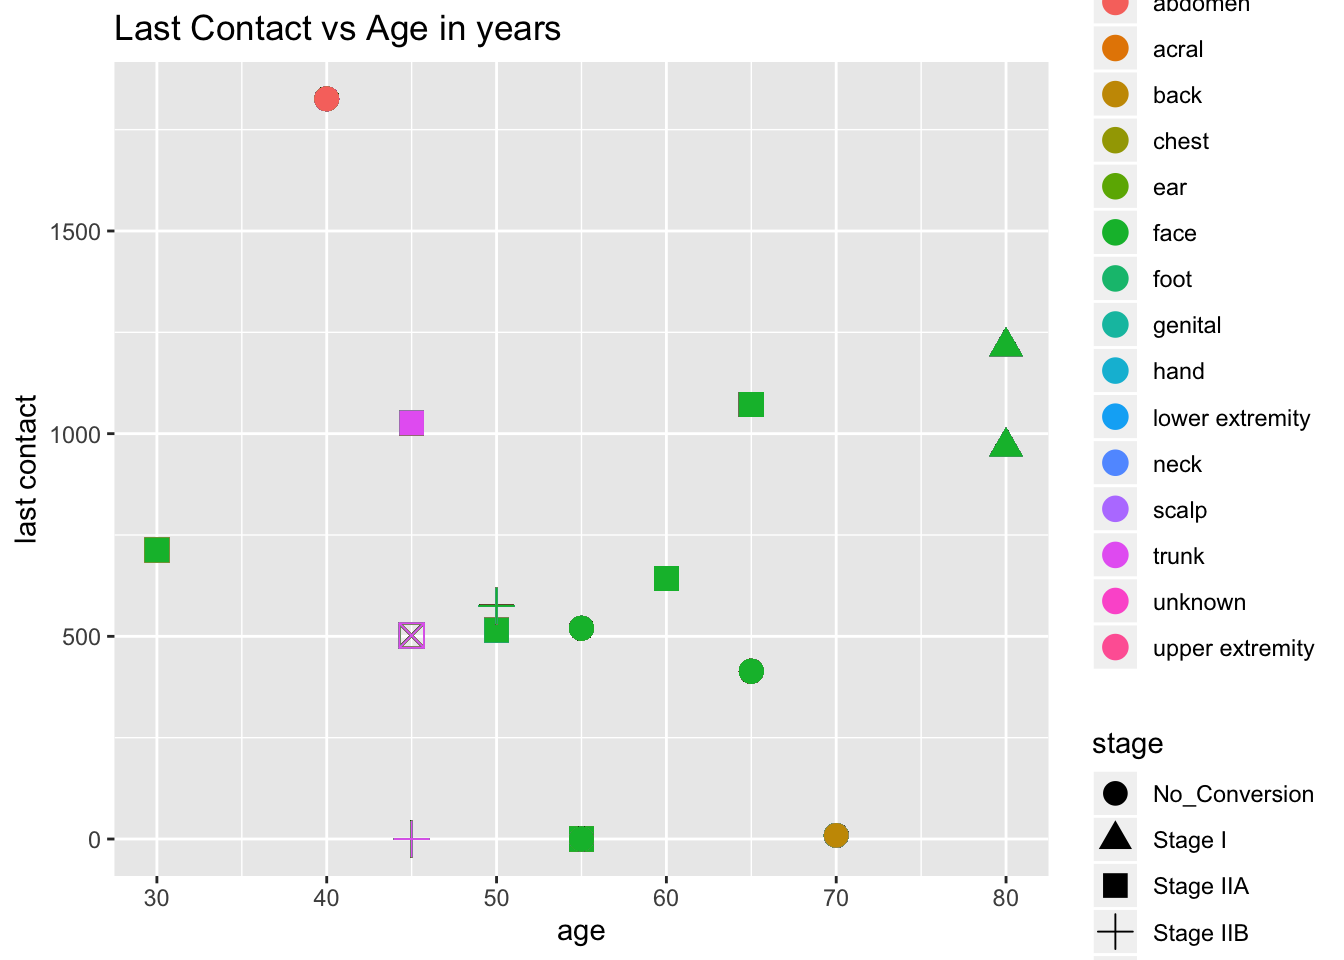 Last Contact vs Age in years
last contact
1500
1000
500
0
30 40 50 60 70 80
age
abdomen
acral
back
chest
ear
face
foot
genital
hand
lower extremity
neck
scalp
trunk
unknown
upper extremity
stage
No_Conversion
Stage I
Stage IIA
Stage IIB